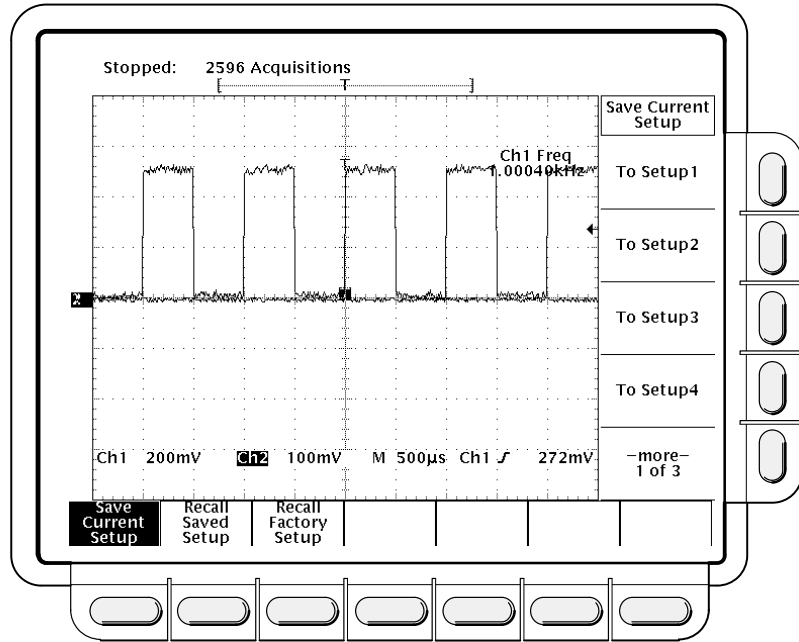 Stopped: 2596 Acquisitions
T
Save Current
Setup
Ch1 Freq
1.00040kHz
To Setup1
To Setup2
To Setup3
To Setup4
Ch1 200mV Ch2 100mV M 500µs Ch1 272mV
–more–
1 of 3
Save
Current
Setup
Recall
Saved
Setup
Recall
Factory
Setup